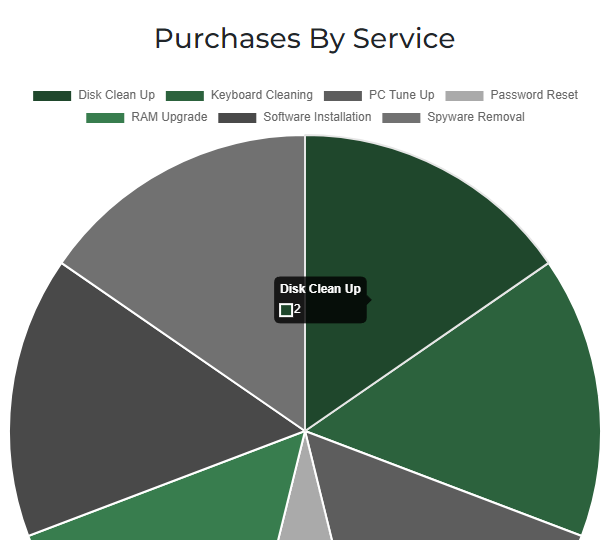 Purchases By Service
Disk Clean Up Keyboard Cleaning PC Tune Up Password Reset
RAM Upgrade Software Installation Spyware Removal
Disk Clean Up
2